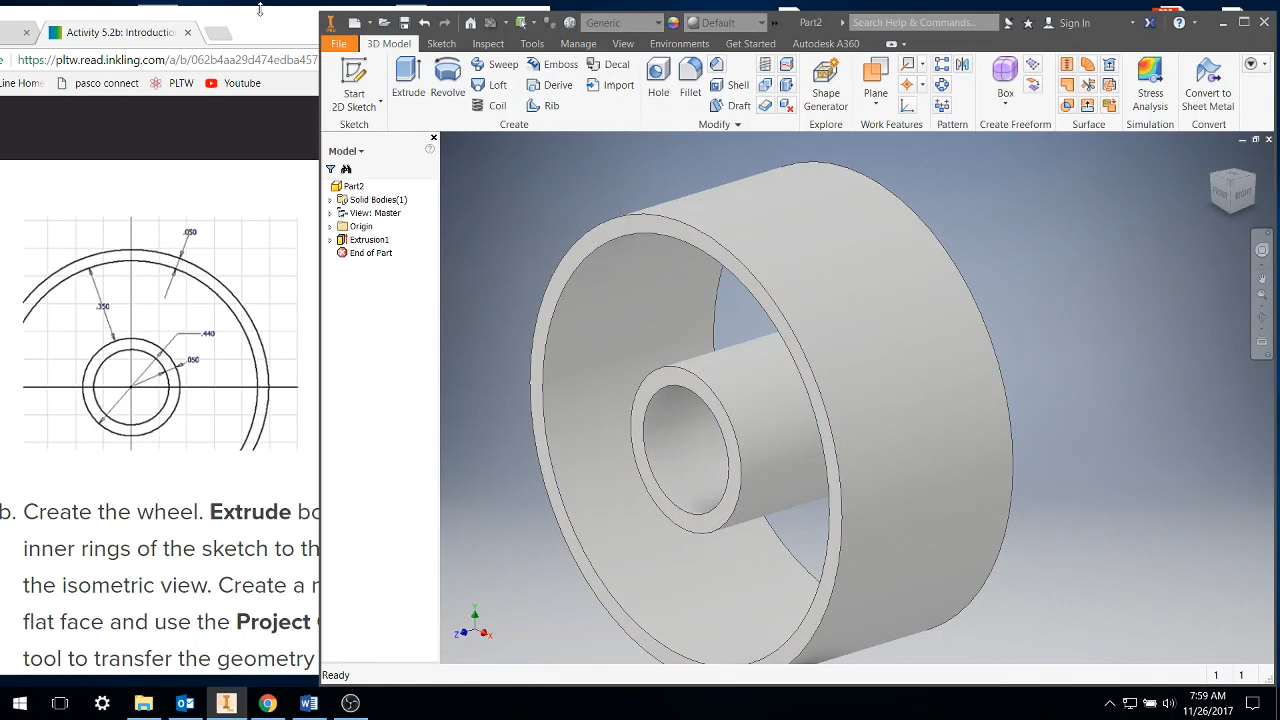 Generic
Default
Part2
Search Help & Commands...
Sign In
Activity 5.2b: Introductio
File
3D Model
Sketch
Inspect
Tools
Manage
View
Environments
Get Started
Autodesk A360
https://pltw.read.inkling.com/a/b/062b4aa29d474edba457
ine Home
pasco connect
PLTW
Youtube
Start
2D Sketch
Extrude
Revolve
Sweep
Loft
Coil
Emboss
Derive
Rib
Decal
Import
Hole
Fillet
Shell
Draft
Shape
Generator
Plane
Box
Stress
Analysis
Convert to
Sheet Metal
Sketch
Create
Modify
Explore
Work Features
Pattern
Create Freeform
Surface
Simulation
Convert
Model
Part2
Solid Bodies(1)
View: Master
Origin
Extrusion1
End of Part
FRONT
RIGHT
.050
.350
.440
.050
b. Create the wheel. Extrude bo
inner rings of the sketch to th
the isometric view. Create a n
flat face and use the Project
tool to transfer the geometry
Y
Z
X
Ready
1
1
7:59 AM
11/26/2017